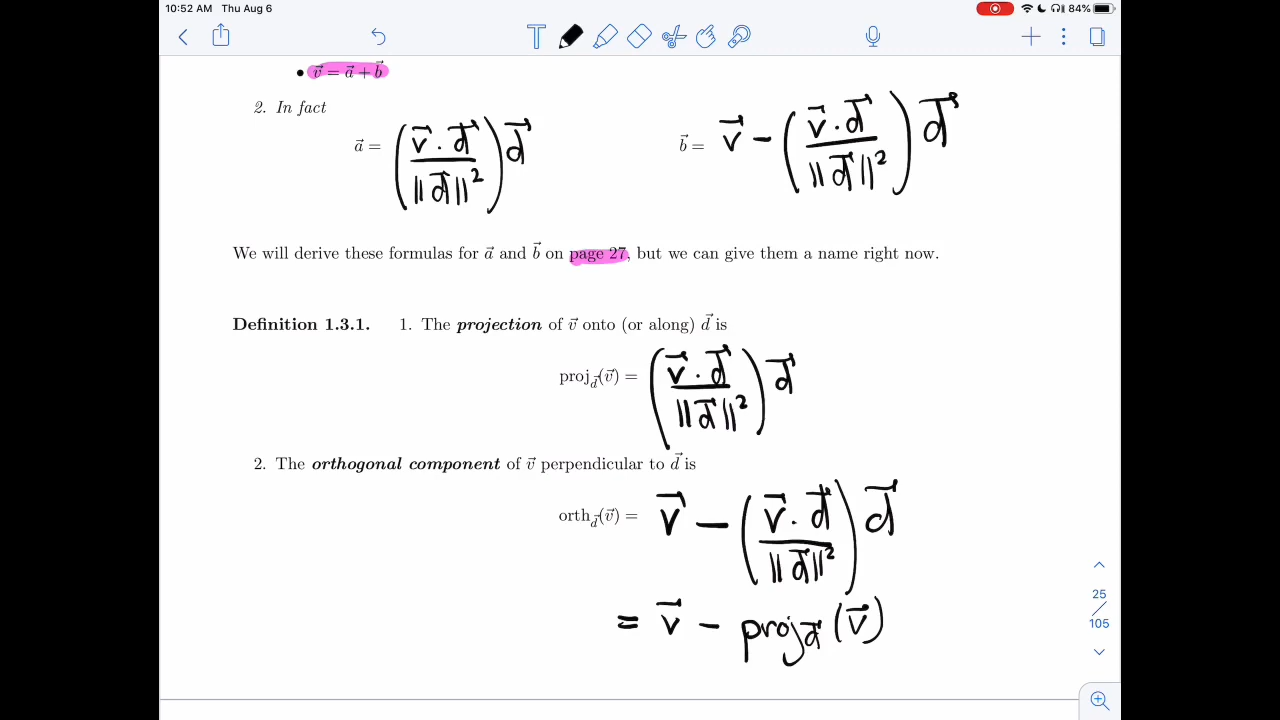 10:52 AM Thu Aug 6 84%
• v⃗ = a⃗ + b⃗
2. In fact
a⃗ = (v⃗ · d⃗ / ||d⃗||²) d⃗ b⃗ = v⃗ − (v⃗ · d⃗ / ||d⃗||²) d⃗
We will derive these formulas for a⃗ and b⃗ on page 27, but we can give them a name right now.
Definition 1.3.1. 1. The projection of v⃗ onto (or along) d⃗ is
proj_d⃗(v⃗) = (v⃗ · d⃗ / ||d⃗||²) d⃗
2. The orthogonal component of v⃗ perpendicular to d⃗ is
orth_d⃗(v⃗) = v⃗ − (v⃗ · d⃗ / ||d⃗||²) d⃗
= v⃗ − proj_d⃗(v⃗)
25
105